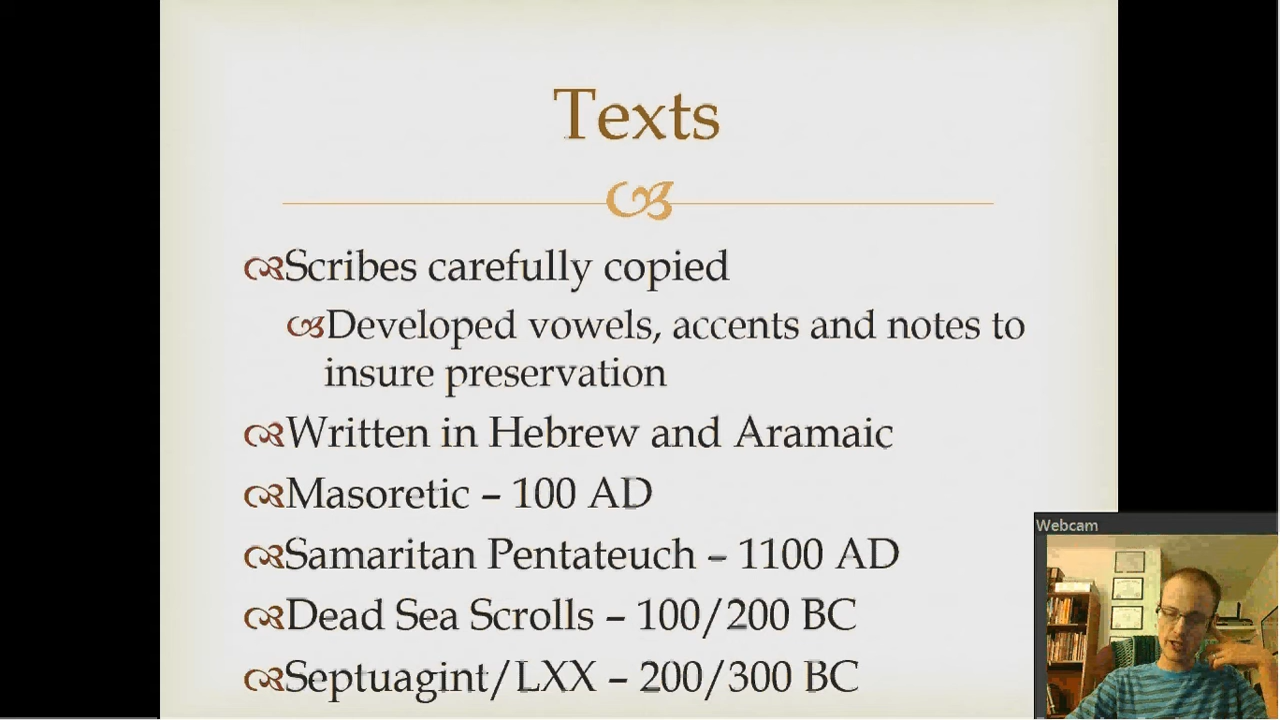 Texts
Scribes carefully copied
Developed vowels, accents and notes to
insure preservation
Written in Hebrew and Aramaic
Masoretic – 100 AD
Samaritan Pentateuch – 1100 AD
Dead Sea Scrolls – 100/200 BC
Septuagint/LXX – 200/300 BC
Webcam